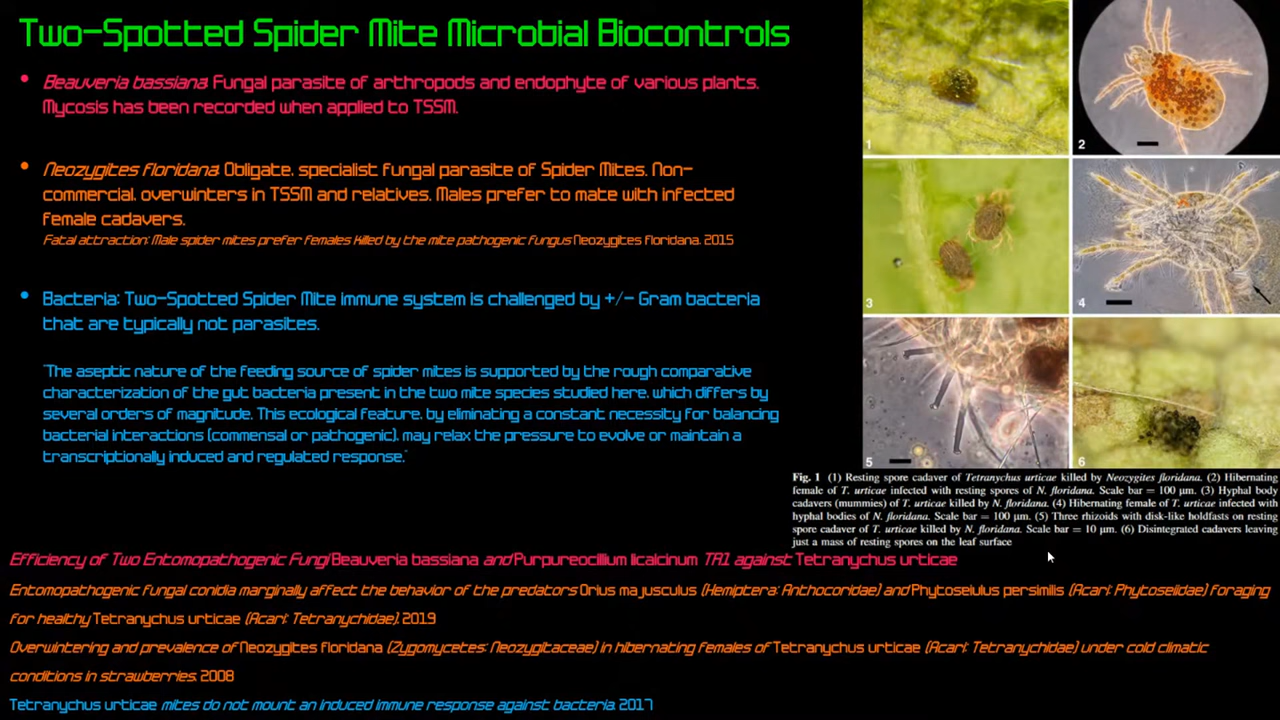 Two-Spotted Spider Mite Microbial Biocontrols
• Beauveria bassiana: Fungal parasite of arthropods and endophyte of various plants.
Mycosis has been recorded when applied to TSSM.
• Neozygites floridana: Obligate, specialist fungal parasite of Spider Mites. Non-
commercial, overwinters in TSSM and relatives. Males prefer to mate with infected
female cadavers.
Fatal attraction: Male spider mites prefer females killed by the mite pathogenic fungus Neozygites floridana. 2015
• Bacteria: Two-Spotted Spider Mite immune system is challenged by +/- Gram bacteria
that are typically not parasites.
"The aseptic nature of the feeding source of spider mites is supported by the rough comparative
characterization of the gut bacteria present in the two mite species studied here, which differs by
several orders of magnitude. This ecological feature, by eliminating a constant necessity for balancing
bacterial interactions (commensal or pathogenic), may relax the pressure to evolve or maintain a
transcriptionally induced and regulated response."
1
2
3
4
5
6
Fig. 1 (1) Resting spore cadaver of Tetranychus urticae killed by Neozygites floridana. (2) Hibernating
female of T. urticae infected with resting spores of N. floridana. Scale bar = 100 μm. (3) Hyphal body
cadavers (mummies) of T. urticae killed by N. floridana. (4) Hibernating female of T. urticae infected with
hyphal bodies of N. floridana. Scale bar = 100 μm. (5) Three rhizoids with disk-like holdfasts on resting
spore cadaver of T. urticae killed by N. floridana. Scale bar = 10 μm. (6) Disintegrated cadavers leaving
just a mass of resting spores on the leaf surface
Efficiency of Two Entomopathogenic Fungi Beauveria bassiana and Purpureocillium licalcinum TR1 against Tetranychus urticae
Entomopathogenic fungal conidia marginally affect the behavior of the predators Orius majusculus (Hemiptera: Anthocoridae) and Phytoseiulus persimilis (Acari: Phytoseiidae) foraging
for healthy Tetranychus urticae (Acari: Tetranychidae). 2019
Overwintering and prevalence of Neozygites floridana (Zygomycetes: Neozygitaceae) in hibernating females of Tetranychus urticae (Acari: Tetranychidae) under cold climatic
conditions in strawberries. 2008
Tetranychus urticae mites do not mount an induced immune response against bacteria. 2017